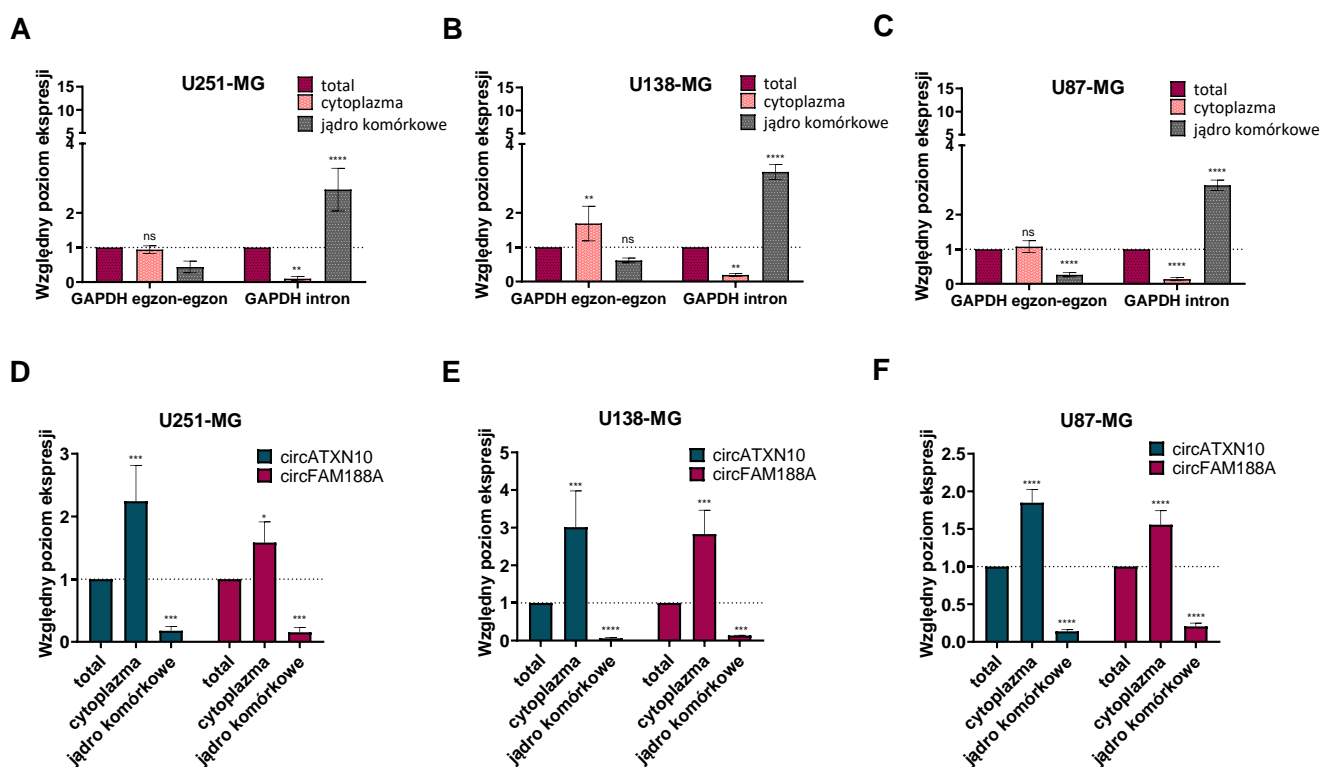 A
U251-MG
total
cytoplazma
jądro komórkowe
Względny poziom ekspresji
15
10
5
4
2
1
0
ns
**
****
GAPDH egzon-egzon
GAPDH intron
B
U138-MG
total
cytoplazma
jądro komórkowe
Względny poziom ekspresji
15
10
5
4
2
1
0
**
ns
**
****
GAPDH egzon-egzon
GAPDH intron
C
U87-MG
total
cytoplazma
jądro komórkowe
Względny poziom ekspresji
15
10
5
4
2
1
0
ns
****
****
****
GAPDH egzon-egzon
GAPDH intron
D
U251-MG
circATXN10
circFAM188A
Względny poziom ekspresji
3
2
1
0
***
***
*
***
total
cytoplazma
jądro komórkowe
total
cytoplazma
jądro komórkowe
E
U138-MG
circATXN10
circFAM188A
Względny poziom ekspresji
5
4
3
2
1
0
***
****
***
***
total
cytoplazma
jądro komórkowe
total
cytoplazma
jądro komórkowe
F
U87-MG
circATXN10
circFAM188A
Względny poziom ekspresji
2.5
2.0
1.5
1.0
0.5
0.0
****
****
****
****
total
cytoplazma
jądro komórkowe
total
cytoplazma
jądro komórkowe